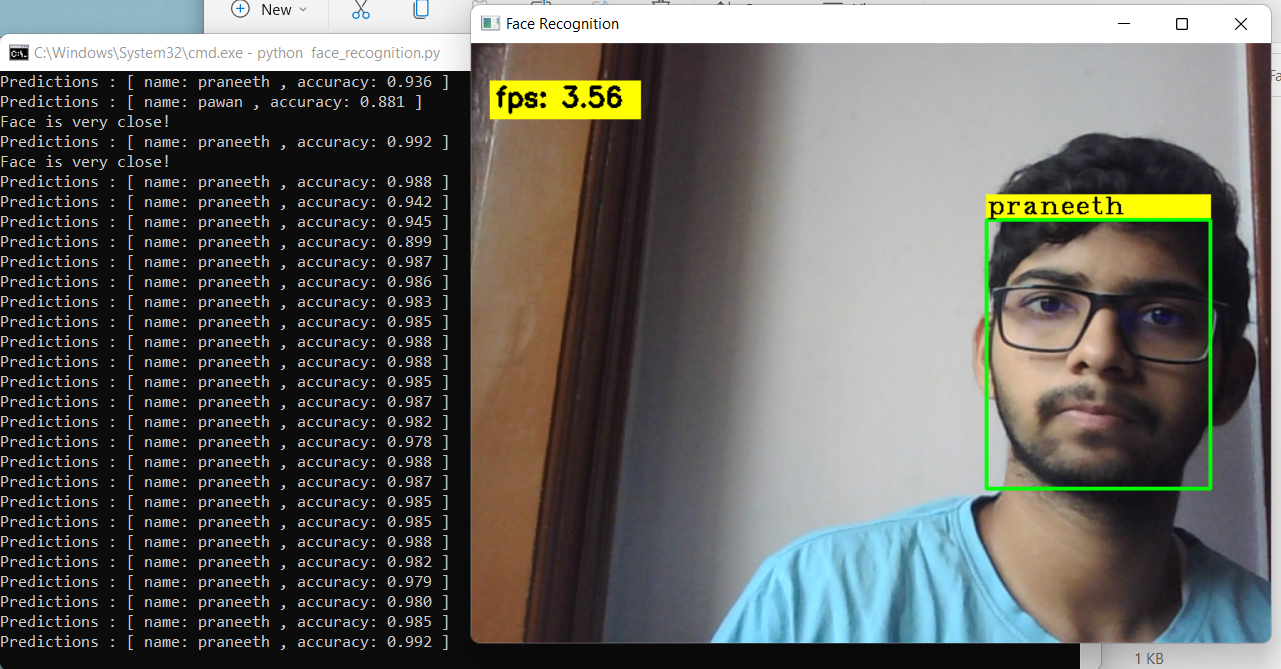 New
C:\Windows\System32\cmd.exe - python  face_recognition.py
Predictions : [ name: praneeth , accuracy: 0.936 ]
Predictions : [ name: pawan , accuracy: 0.881 ]
Face is very close!
Predictions : [ name: praneeth , accuracy: 0.992 ]
Face is very close!
Predictions : [ name: praneeth , accuracy: 0.988 ]
Predictions : [ name: praneeth , accuracy: 0.942 ]
Predictions : [ name: praneeth , accuracy: 0.945 ]
Predictions : [ name: praneeth , accuracy: 0.899 ]
Predictions : [ name: praneeth , accuracy: 0.987 ]
Predictions : [ name: praneeth , accuracy: 0.986 ]
Predictions : [ name: praneeth , accuracy: 0.983 ]
Predictions : [ name: praneeth , accuracy: 0.985 ]
Predictions : [ name: praneeth , accuracy: 0.988 ]
Predictions : [ name: praneeth , accuracy: 0.988 ]
Predictions : [ name: praneeth , accuracy: 0.985 ]
Predictions : [ name: praneeth , accuracy: 0.987 ]
Predictions : [ name: praneeth , accuracy: 0.982 ]
Predictions : [ name: praneeth , accuracy: 0.978 ]
Predictions : [ name: praneeth , accuracy: 0.988 ]
Predictions : [ name: praneeth , accuracy: 0.987 ]
Predictions : [ name: praneeth , accuracy: 0.985 ]
Predictions : [ name: praneeth , accuracy: 0.985 ]
Predictions : [ name: praneeth , accuracy: 0.988 ]
Predictions : [ name: praneeth , accuracy: 0.982 ]
Predictions : [ name: praneeth , accuracy: 0.979 ]
Predictions : [ name: praneeth , accuracy: 0.980 ]
Predictions : [ name: praneeth , accuracy: 0.985 ]
Predictions : [ name: praneeth , accuracy: 0.992 ]
Face Recognition
fps: 3.56
praneeth
1 KB